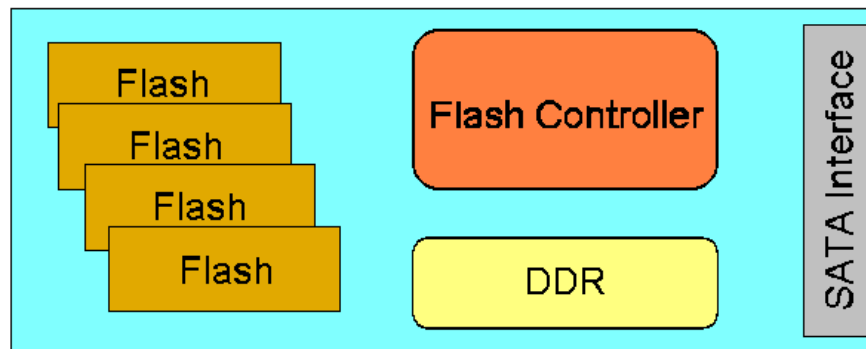 Flash
Flash
Flash
Flash
Flash Controller
DDR
SATA Interface